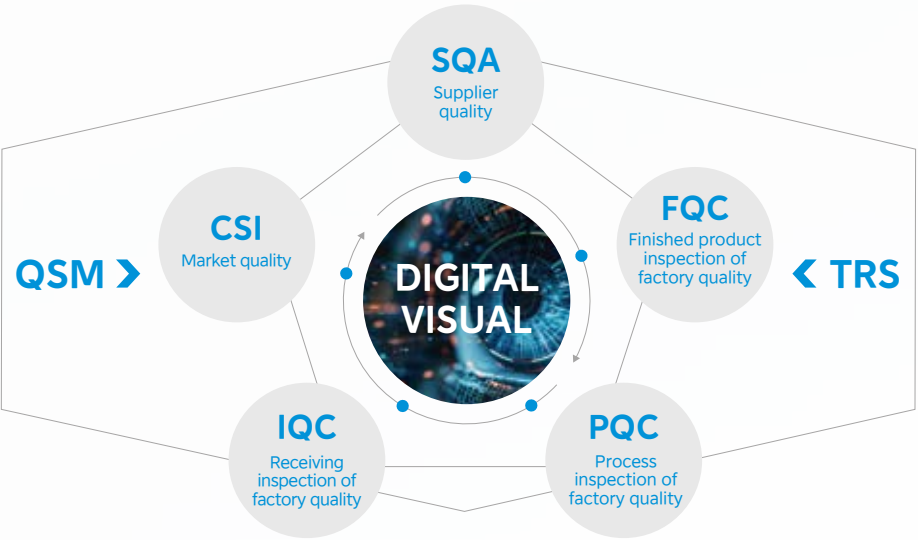 SQA
Supplier
quality
CSI
Market quality
FQC
Finished product
inspection of
factory quality
QSM
DIGITAL
VISUAL
TRS
IQC
Receiving
inspection of
factory quality
PQC
Process
inspection of
factory quality